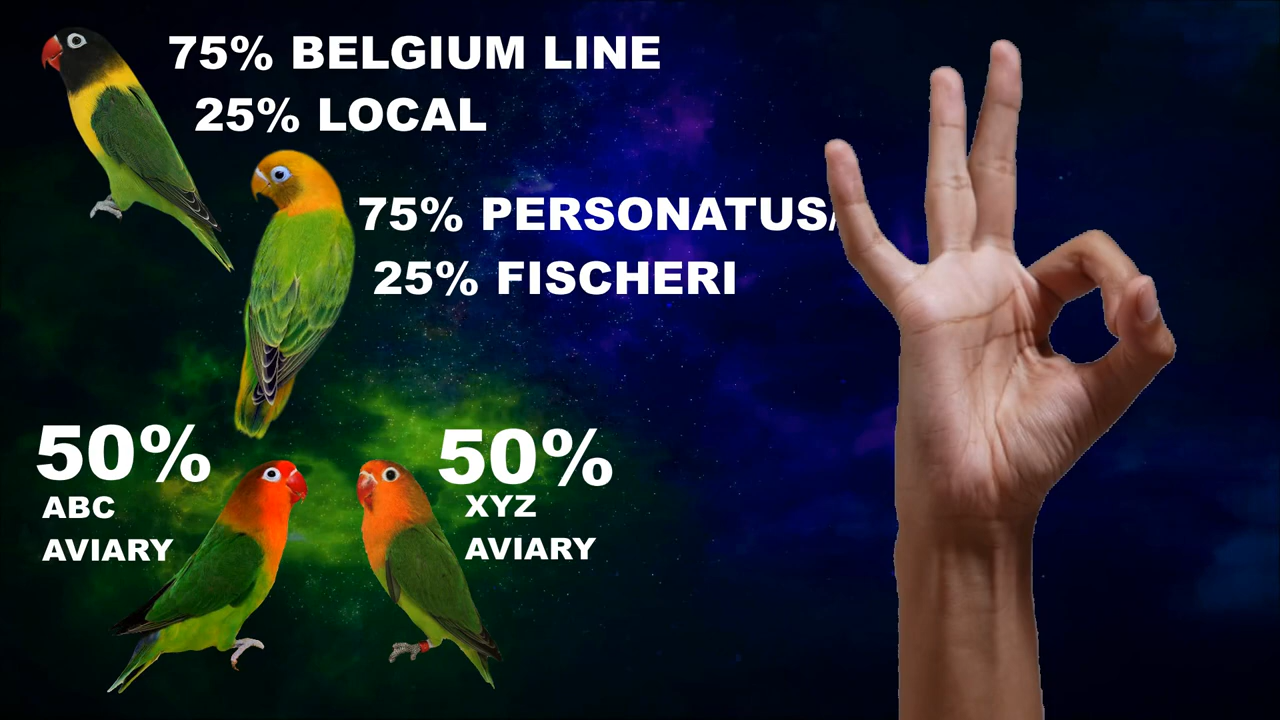 75% BELGIUM LINE
25% LOCAL
75% PERSONATUS/
25% FISCHERI
50%
ABC
AVIARY
50%
XYZ
AVIARY